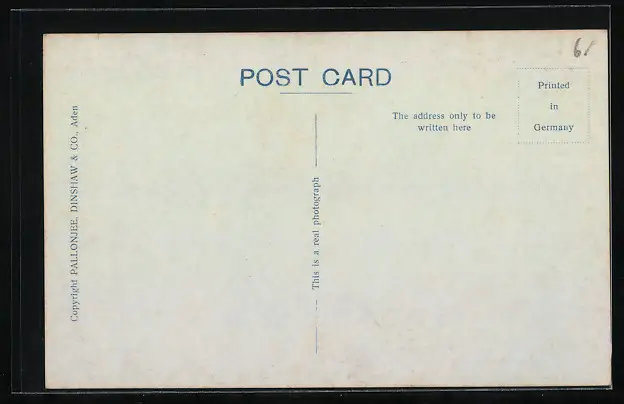 6/
POST CARD
Printed
in
Germany
The address only to be
written here
Copyright PALLONJEE, DINSHAW & CO., Aden
This is a real photograph